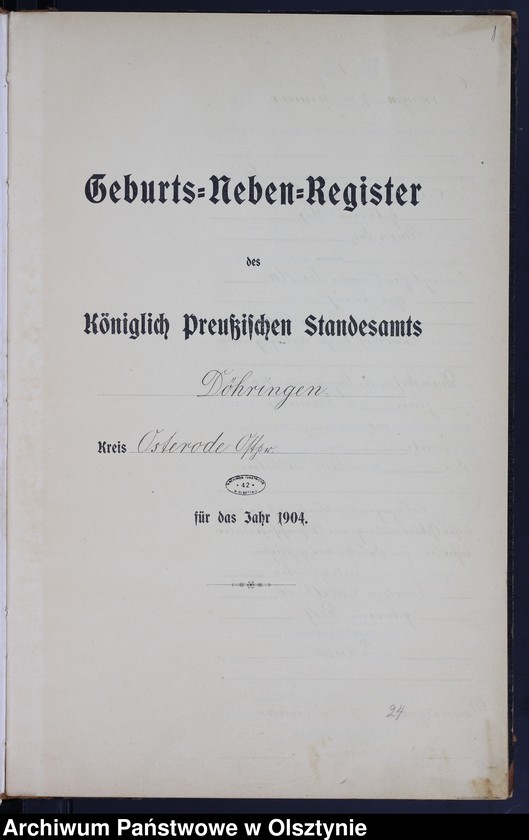 1
Geburts=Neben=Register
des
Königlich Preußischen Standesamts
Döhringen
Kreis Osterode Ostpr.
42
für das Jahr 1904.
24
Archiwum Państwowe w Olsztynie